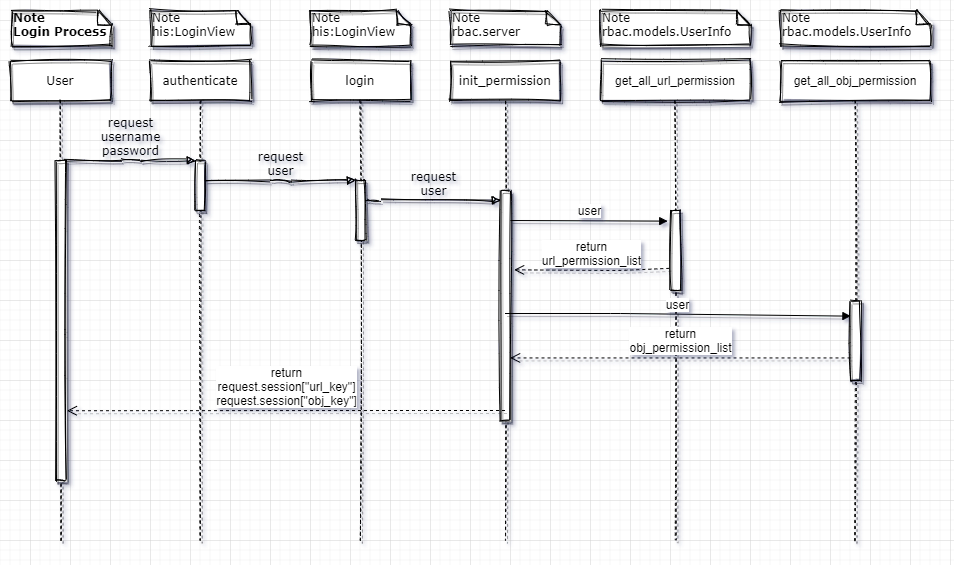 Note
Login Process
Note
his:LoginView
Note
his:LoginView
Note
rbac.server
Note
rbac.models.UserInfo
Note
rbac.models.UserInfo
User
authenticate
login
init_permission
get_all_url_permission
get_all_obj_permission
request
username
password
request
user
request
user
user
return
url_permission_list
user
return
obj_permission_list
return
request.session["url_key"]
request.session["obj_key"]